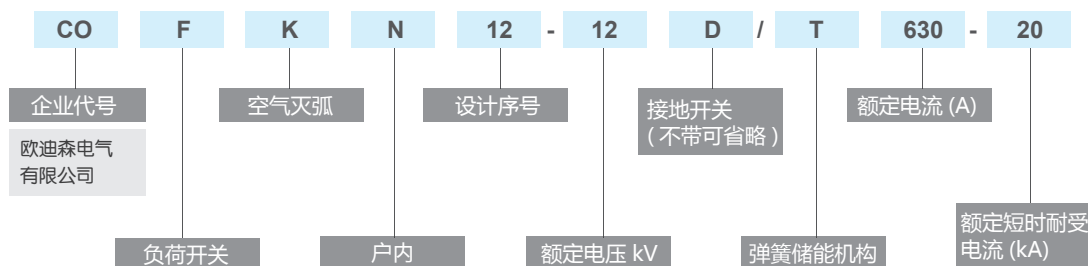 CO F K N 12 - 12 D / T 630 - 20
企业代号
欧迪森电气
有限公司
空气灭弧
设计序号
接地开关
(不带可省略)
额定电流 (A)
负荷开关
户内
额定电压 kV
弹簧储能机构
额定短时耐受
电流 (kA)